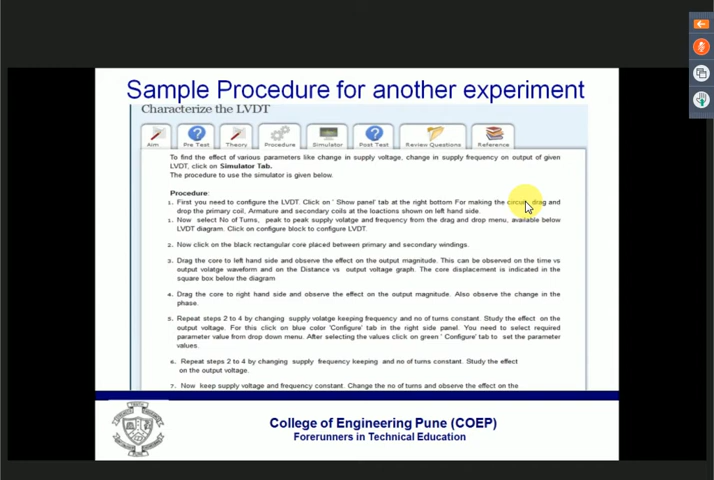 Sample Procedure for another experiment
Characterize the LVDT
Aim
Pre Test
Theory
Procedure
Simulator
Post Test
Review Questions
Reference
To find the effect of various parameters like change in supply voltage, change in supply frequency on output of given
LVDT, click on Simulator Tab.
The procedure to use the simulator is given below.
Procedure:
1. First you need to configure the LVDT. Click on ' Show panel' tab at the right bottom For making the circuit, drag and
drop the primary coil, Armature and secondary coils at the loactions shown on left hand side.
1. Now select No of Turns, peak to peak supply volatge and frequency from the drag and drop menu, available below
LVDT diagram. Click on configure block to configure LVDT.
2. Now click on the black rectangular core placed between primary and secondary windings.
3. Drag the core to left hand side and observe the effect on the output magnitude. This can be observed on the time vs
output volatge waveform and on the Distance vs output voltage graph. The core displacement is indicated in the
square box below the diagram
4. Drag the core to right hand side and observe the effect on the output magnitude. Also observe the change in the
phase.
5. Repeat steps 2 to 4 by changing supply volatge keeping frequency and no of turns constant. Study the effect on the
output voltage. For this click on blue color 'Configure' tab in the right side panel. You need to select required
parameter value from drop down menu. After selecting the values click on green ' Configure' tab to set the parameter
values.
6. Repeat steps 2 to 4 by changing supply frequency keeping and no of turns constant. Study the effect
on the output voltage.
7. Now keep supply voltage and frequency constant. Change the no of turns and observe the effect on the
College of Engineering Pune (COEP)
Forerunners in Technical Education